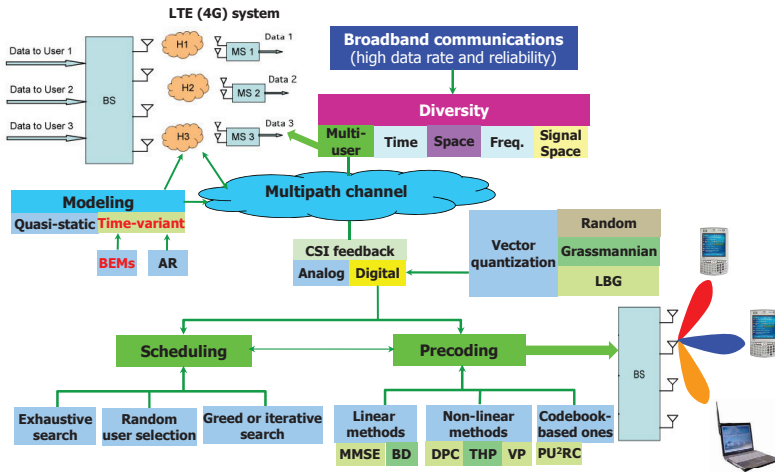 LTE (4G) system
Data to User 1
Data to User 2
Data to User 3
BS
H1
H2
H3
MS 1
MS 2
MS 3
Data 1
Data 2
Data 3
Broadband communications
(high data rate and reliability)
Diversity
Multi-
user
Time
Space
Freq.
Signal
Space
Multipath channel
Modeling
Quasi-static
Time-variant
BEMs
AR
CSI feedback
Analog
Digital
Vector
quantization
Random
Grassmannian
LBG
Scheduling
Precoding
BS
Exhaustive
search
Random
user selection
Greed or iterative
search
Linear
methods
MMSE
BD
Non-linear
methods
DPC
THP
VP
Codebook-
based ones
PU²RC